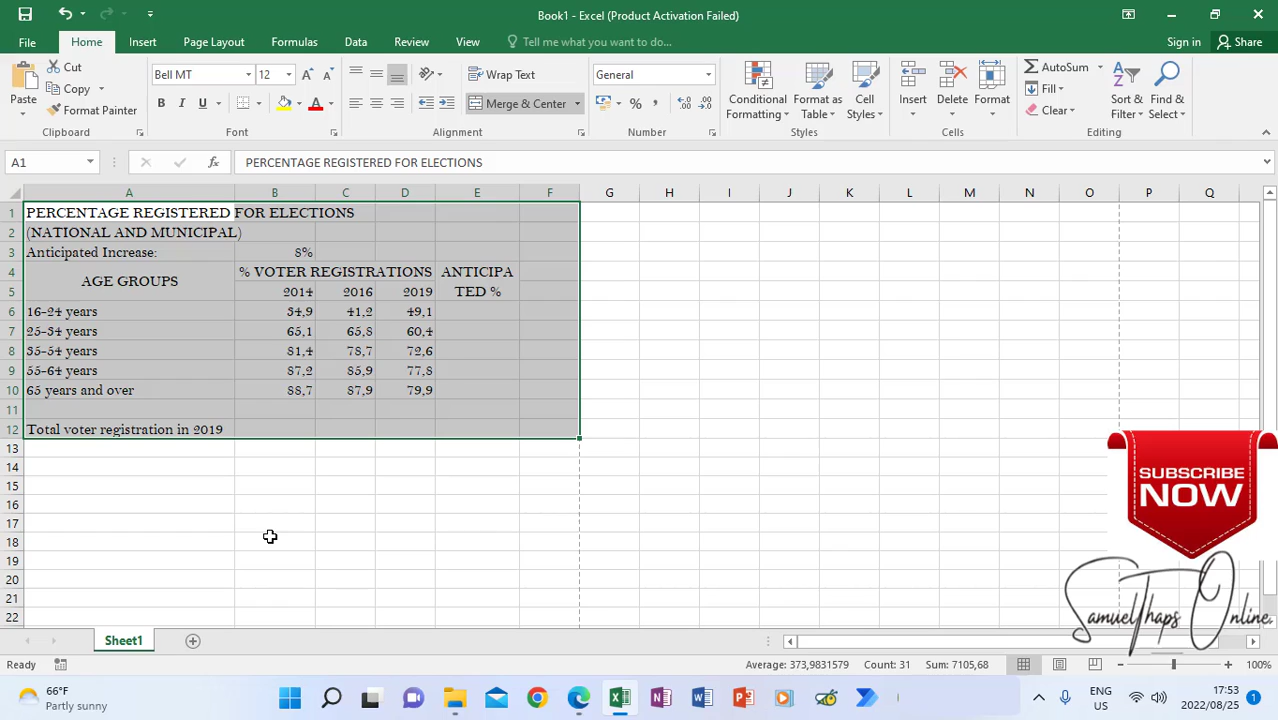 Book1 - Excel (Product Activation Failed)
File Home Insert Page Layout Formulas Data Review View Tell me what you want to do... Sign in Share
Paste Cut Copy Format Painter Clipboard
Bell MT 12 A A B I U A Font
Wrap Text Merge & Center Alignment
General % , Number
Conditional Formatting Format as Table Cell Styles Styles
Insert Delete Format Cells
AutoSum Fill Clear Sort & Filter Find & Select Editing
A1 fx PERCENTAGE REGISTERED FOR ELECTIONS
A B C D E F G H I J K L M N O P Q
1 PERCENTAGE REGISTERED FOR ELECTIONS
2 (NATIONAL AND MUNICIPAL)
3 Anticipated Increase: 8%
4 AGE GROUPS % VOTER REGISTRATIONS ANTICIPA
5 2014 2016 2019 TED %
6 16-24 years 34,9 41,2 49,1
7 25-34 years 65,1 65,8 60,4
8 35-54 years 81,4 78,7 72,6
9 55-64 years 87,2 85,9 77,8
10 65 years and over 88,7 87,9 79,9
11
12 Total voter registration in 2019
13
14
15
16
17
18
19
20
21
22
SUBSCRIBE
NOW
SamuelThaps Online.
Sheet1
Ready Average: 373,9831579 Count: 31 Sum: 7105,68 100%
66°F
Partly sunny
ENG
US
17:53
2022/08/25
1